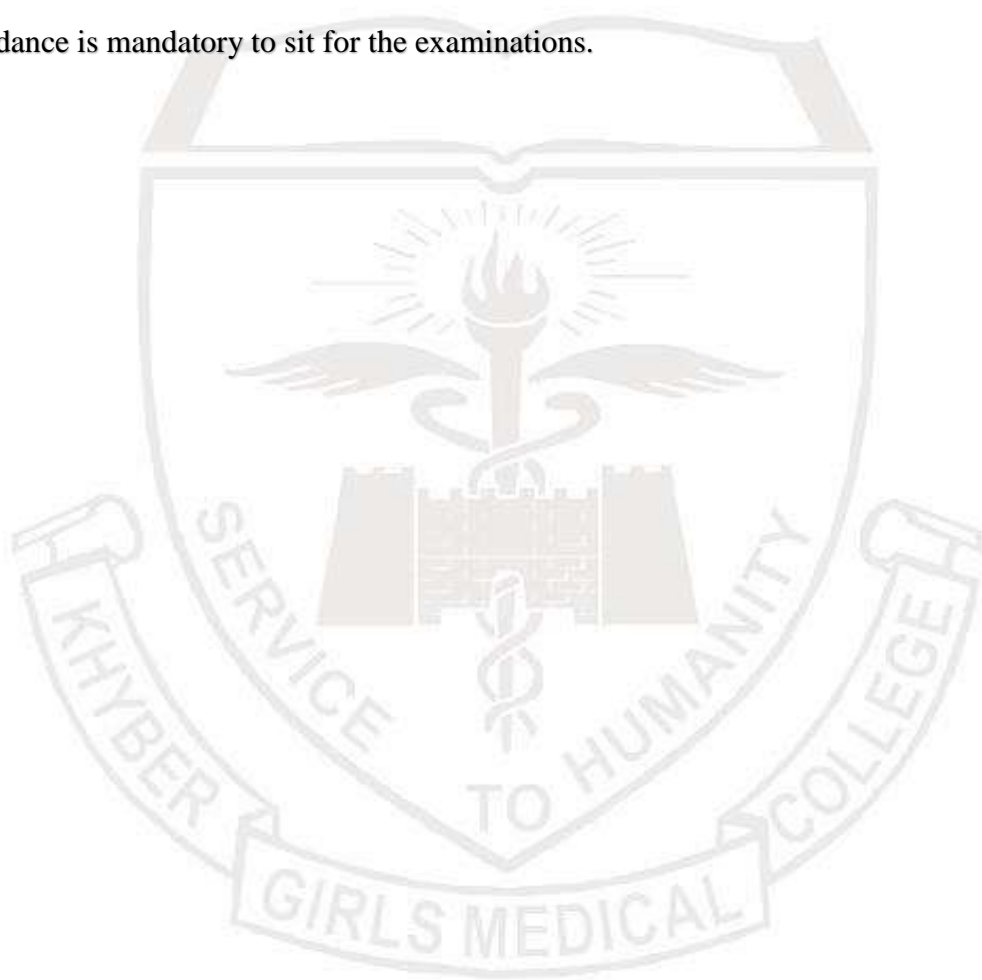 dance is mandatory to sit for the examinations.
SERVICE TO HUMANITY
KHYBER GIRLS MEDICAL COLLEGE